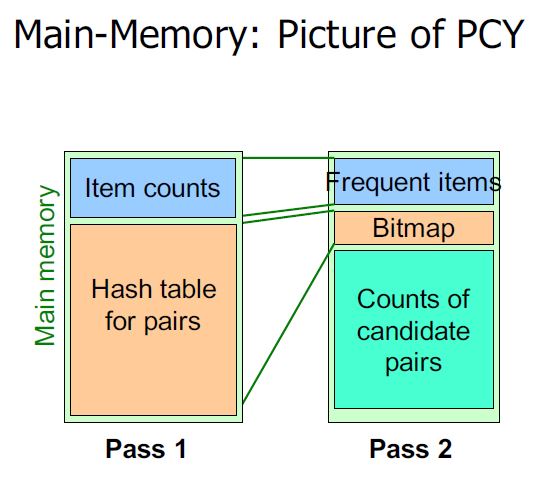 Main-Memory: Picture of PCY
Main memory
Item counts
Hash table
for pairs
Pass 1
Frequent items
Bitmap
Counts of
candidate
pairs
Pass 2